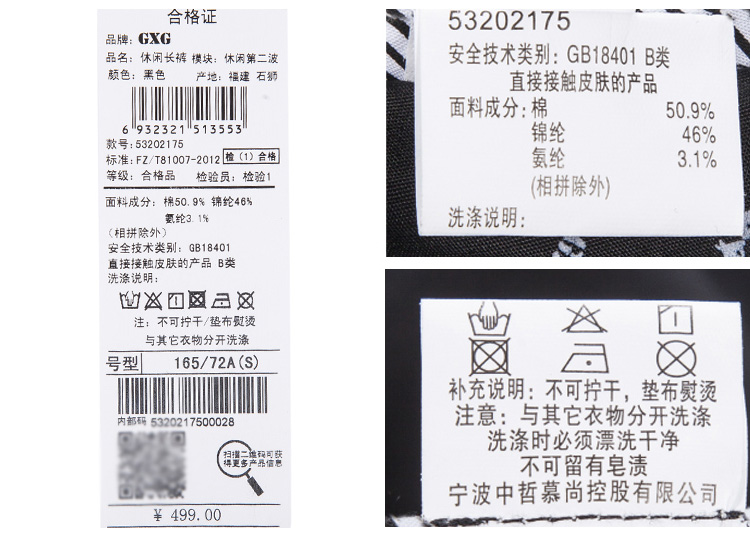 合格证
品牌: GXG
品名: 休闲长裤 模块: 休闲第二波
颜色: 黑色 产地: 福建 石狮
6 932321 513553
款号: 53202175
标准: FZ/T81007-2012 检(1)合格
等级: 合格品 检验员: 检验1
面料成分: 棉50.9% 锦纶46%
氨纶3.1%
(相拼除外)
安全技术类别: GB18401
直接接触皮肤的产品 B类
洗涤说明:
注: 不可拧干/垫布熨烫
与其它衣物分开洗涤
号型 165/72A(S)
内部码 5320217500028
扫描二维码可获
得更多产品信息
¥ 499.00
53202175
安全技术类别: GB18401 B类
直接接触皮肤的产品
面料成分: 棉 50.9%
锦纶 46%
氨纶 3.1%
(相拼除外)
洗涤说明:
补充说明: 不可拧干, 垫布熨烫
注意: 与其它衣物分开洗涤
洗涤时必须漂洗干净
不可留有皂渍
宁波中哲慕尚控股有限公司